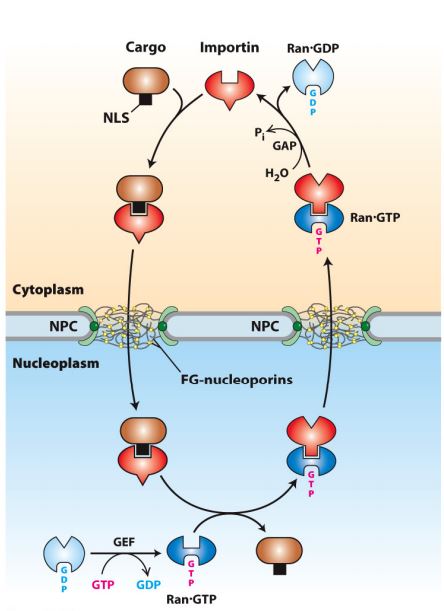 Cargo
Importin
Ran·GDP
GDP
NLS
Pi
GAP
H2O
Ran·GTP
GTP
Cytoplasm
NPC
NPC
Nucleoplasm
FG-nucleoporins
GTP
GEF
GDP
GTP
GDP
GTP
Ran·GTP